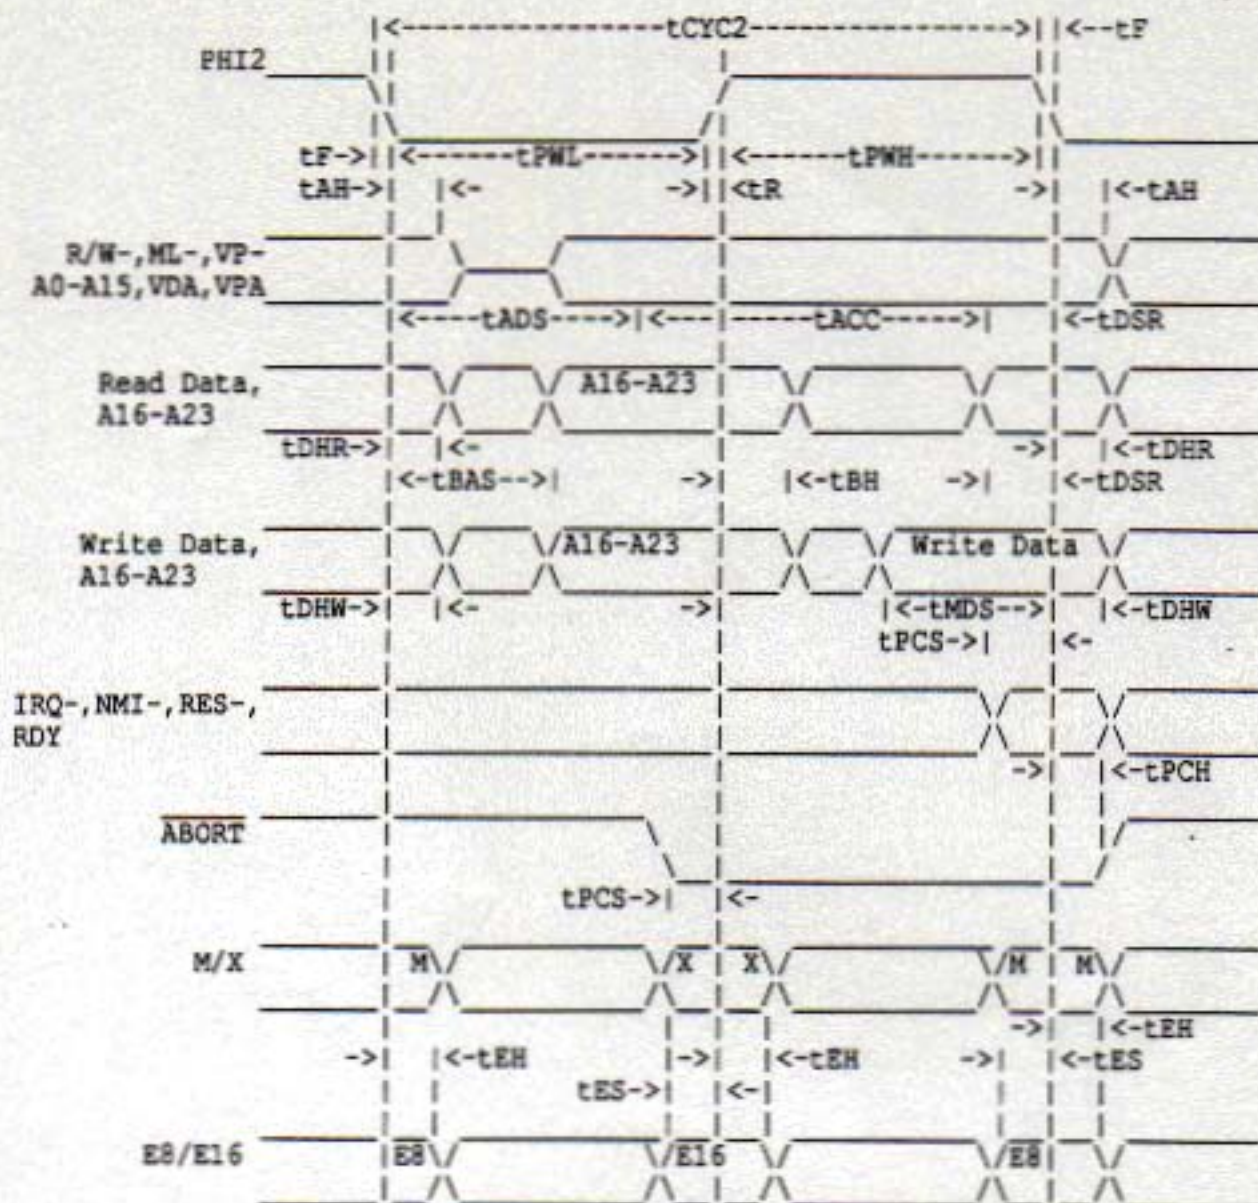 |<----------------tCYC2---------------->||<--tF
PHI2
tF->||<------tPWL------>||<------tPWH------>||
tAH->| |<- ->||<tR ->| |<-tAH
R/W-,ML-,VP-
A0-A15,VDA,VPA
|<----tADS---->|<---|-----tACC----->| |<-tDSR
Read Data, A16-A23
A16-A23
tDHR->| |<- ->| |<-tDHR
|<-tBAS-->| ->| |<-tBH ->| |<-tDSR
Write Data, A16-A23 Write Data
A16-A23
tDHW->| |<- ->| |<-tMDS-->| |<-tDHW
tPCS->| |<-
IRQ-,NMI-,RES-,
RDY
->| |<-tPCH
ABORT
tPCS->| |<-
M/X M X X M M
->| |<-tEH
->| |<-tEH |->| |<-tEH ->| |<-tES
tES->| |<-|
E8/E16 E8 E16 E8